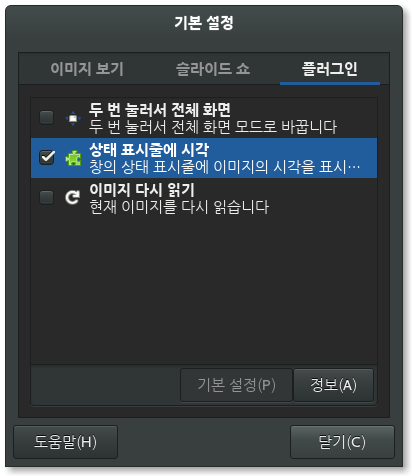 기본 설정
이미지 보기 슬라이드 쇼 플러그인
두 번 눌러서 전체 화면
두 번 눌러서 전체 화면 모드로 바꿉니다
상태 표시줄에 시각
창의 상태 표시줄에 이미지의 시각을 표시…
이미지 다시 읽기
현재 이미지를 다시 읽습니다
기본 설정(P) 정보(A)
도움말(H) 닫기(C)